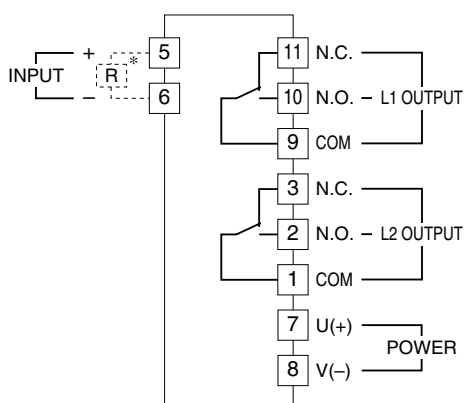 5
11 N.C.
+
*
INPUT
R
10 N.O. L1 OUTPUT
–
6
9 COM
3 N.C.
2 N.O. L2 OUTPUT
1 COM
7 U(+)
POWER
8 V(–)